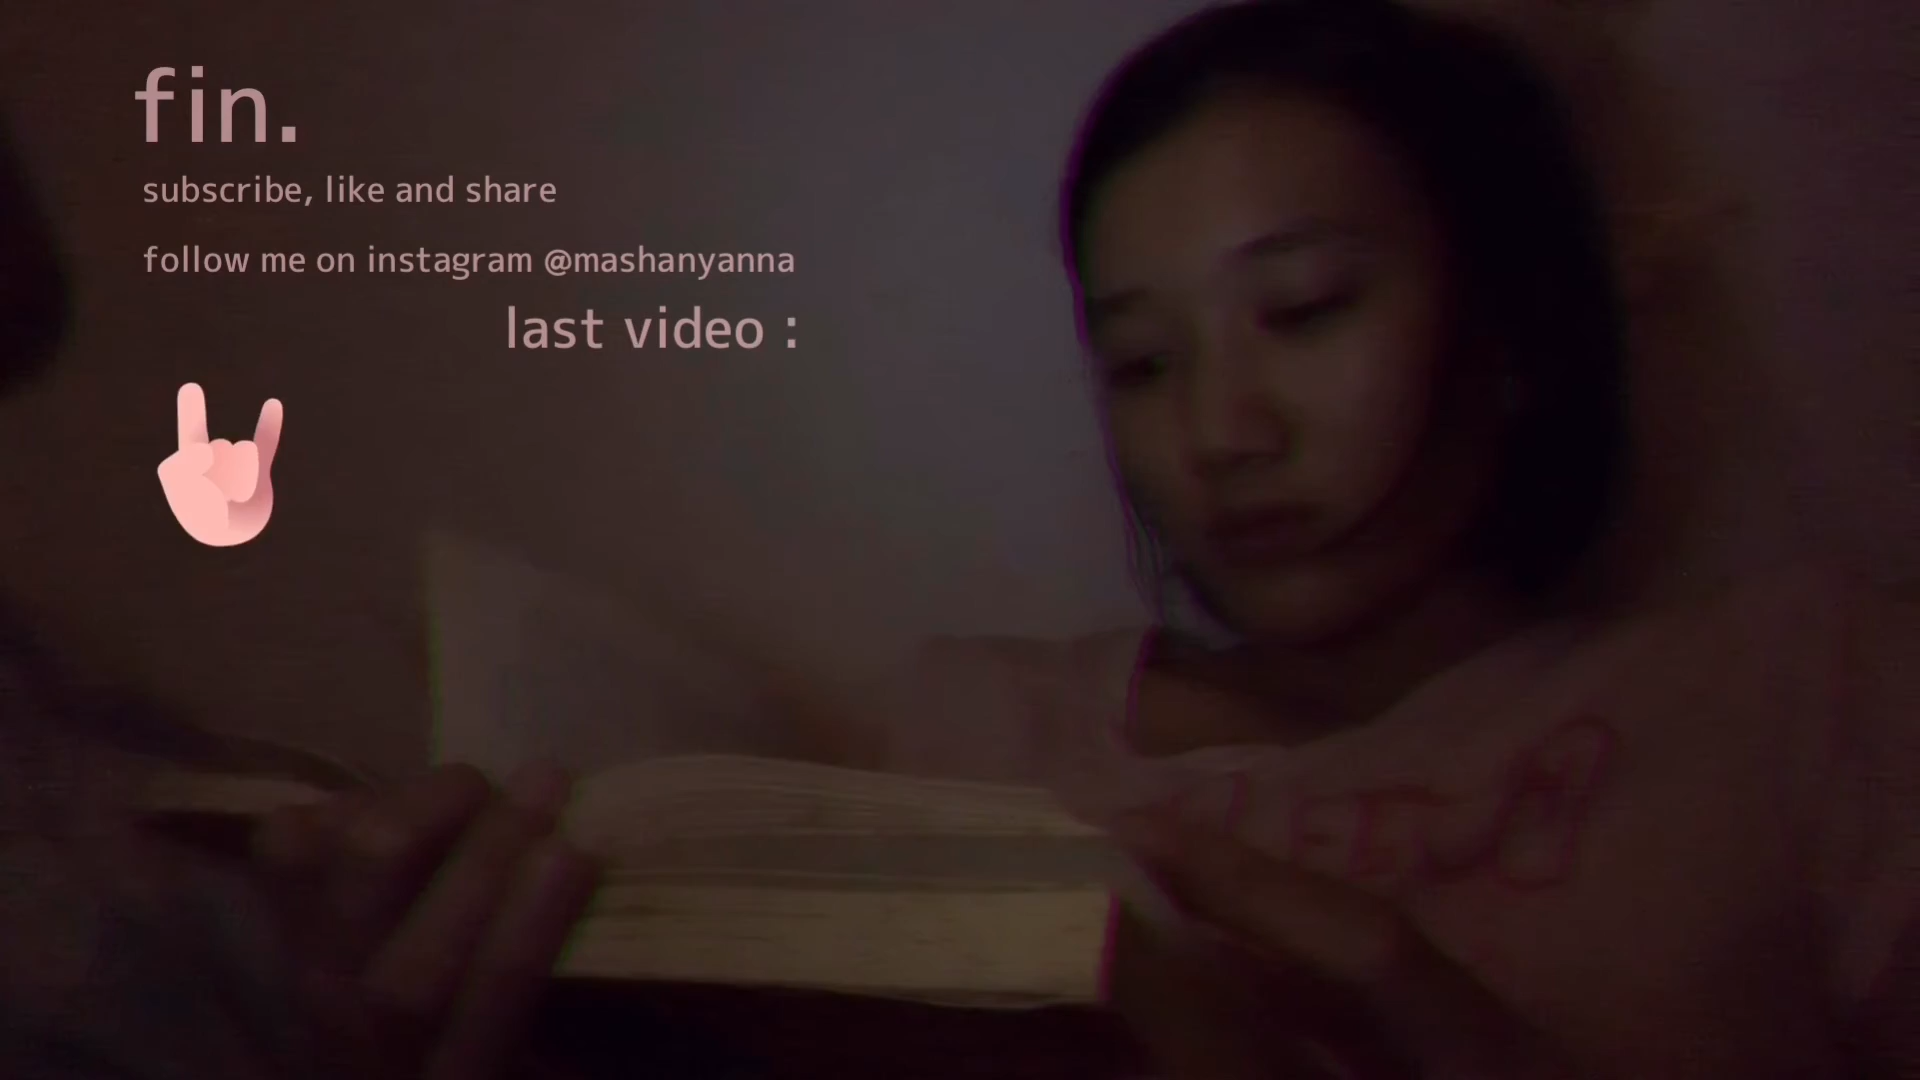 fin.
subscribe, like and share
follow me on instagram @mashanyanna
last video :